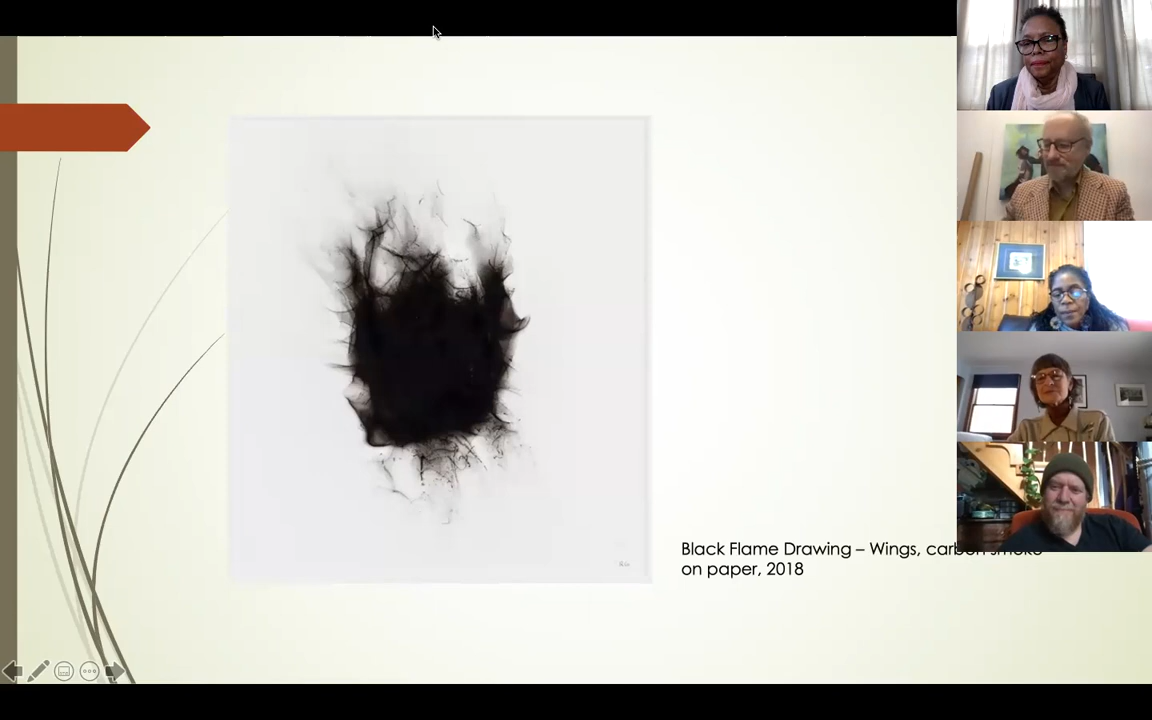 Black Flame Drawing – Wings, carbon smoke
on paper, 2018